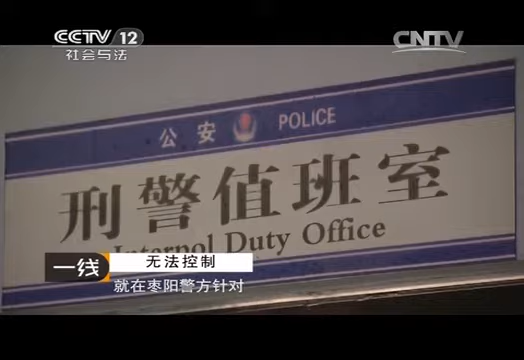 CCTV 12
社会与法
CNTV
公安 POLICE
刑警值班室
Interpol Duty Office
一线
无法控制
就在枣阳警方针对